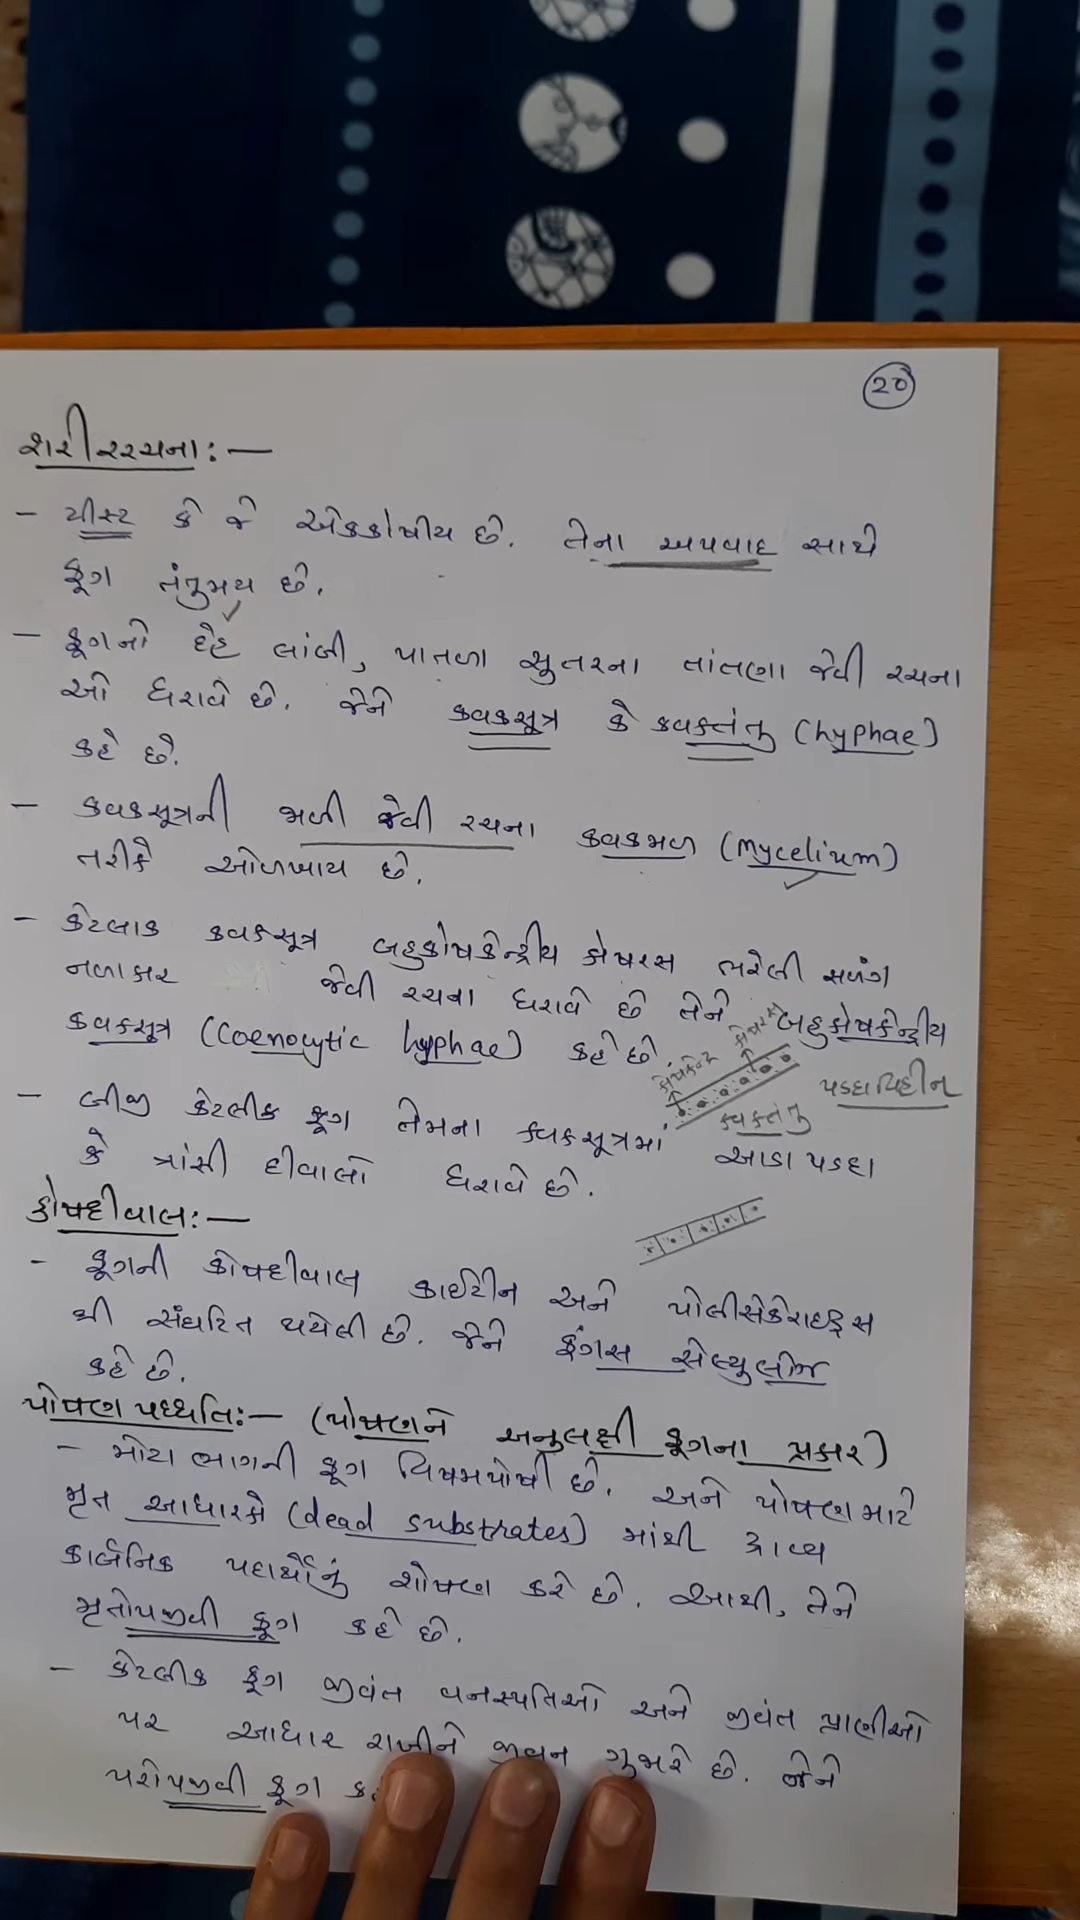 20
શરીરરચના:-
- યીસ્ટ કે જે એકકોષીય છે. તેના અપવાદ સાથે
ફૂગ તંતુમય છે.
- ફૂગનો દેહ લાંબી, પાતળા સુતરના તાંતણા જેવી રચના
ઓ ધરાવે છે. જેને કવકસૂત્ર કે કવકતંતુ (hyphae)
કહે છે.
- કવકસૂત્રની જાળી જેવી રચના કવકજાળ (Mycelium)
તરીકે ઓળખાય છે.
- કેટલાક કવકસૂત્ર બહુકોષકેન્દ્રીય કોષરસ ભરેલી સળંગ
નળાકાર જેવી રચના ધરાવે છે તેને બહુકોષકેન્દ્રીય
કવકસૂત્ર (Coenocytic hyphae) કહે છે.
કોષકેન્દ્ર કોષરસ
પડદાવિહીન
કવકતંતુ
- બીજી કેટલીક ફૂગ તેમના કવકસૂત્રમાં આડા પડદા
કે ત્રાંસી દીવાલો ધરાવે છે.
કોષદીવાલ:-
- ફૂગની કોષદીવાલ કાઈટીન અને પોલીસેકેરાઇડ્સ
થી સંઘટિત થયેલી છે. જેને ફંગસ સેલ્યુલોઝ
કહે છે.
પોષણ પધ્ધતિ:- (પોષણને અનુલક્ષી ફૂગના પ્રકાર)
- મોટા ભાગની ફૂગ વિષમપોષી છે. અને પોષણ માટે
મૃત આધારકો (dead substrates) માંથી દ્રાવ્ય
કાર્બનિક પદાર્થોનું શોષણ કરે છે. આથી, તેને
મૃતોપજીવી ફૂગ કહે છે.
- કેટલીક ફૂગ જીવંત વનસ્પતિઓ અને જીવંત પ્રાણીઓ
પર આધાર રાખીને જીવન ગુજારે છે. જેને
પરોપજીવી ફૂગ